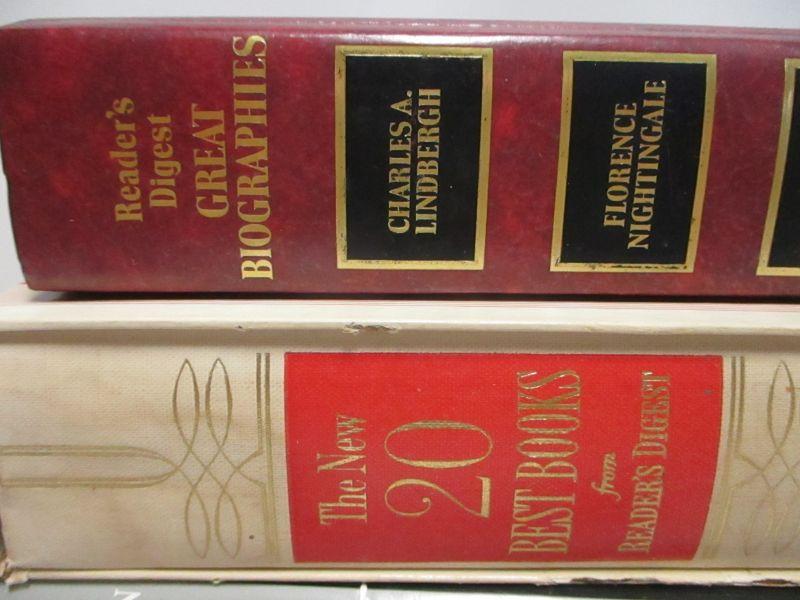 Reader's
Digest
GREAT
BIOGRAPHIES
CHARLES A.
LINDBERGH
FLORENCE
NIGHTINGALE
The New
20
BEST BOOKS
from
READER'S DIGEST
N